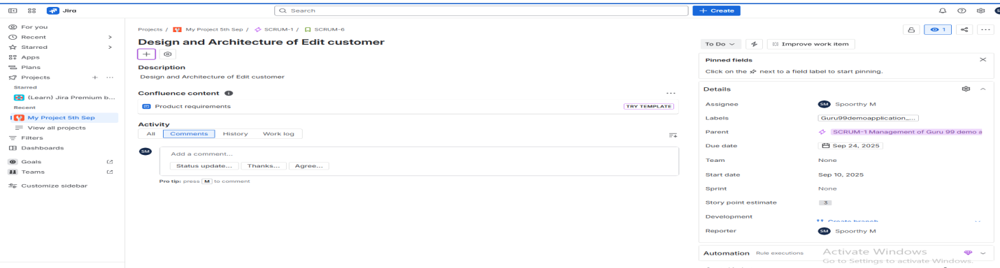 Jira
Search
+ Create
For you
Recent
Starred
Apps
Plans
Projects
Starred
(Learn) Jira Premium b...
Recent
My Project 5th Sep
View all projects
Filters
Dashboards
Goals
Teams
Customize sidebar
Projects / My Project 5th Sep / SCRUM-1 / SCRUM-6
Design and Architecture of Edit customer
Description
Design and Architecture of Edit customer
Confluence content
Product requirements TRY TEMPLATE
Activity
All Comments History Work log
SM Add a comment...
Status update... Thanks... Agree...
Pro tip: press M to comment
1
To Do Improve work item
Pinned fields
Click on the next to a field label to start pinning.
Details
Assignee SM Spoorthy M
Labels Guru99demoapplication_...
Parent SCRUM-1 Management of Guru 99 demo a
Due date Sep 24, 2025
Team None
Start date Sep 10, 2025
Sprint None
Story point estimate 3
Development Create branch
Reporter SM Spoorthy M
Automation Rule executions
Activate Windows
Go to Settings to activate Windows.